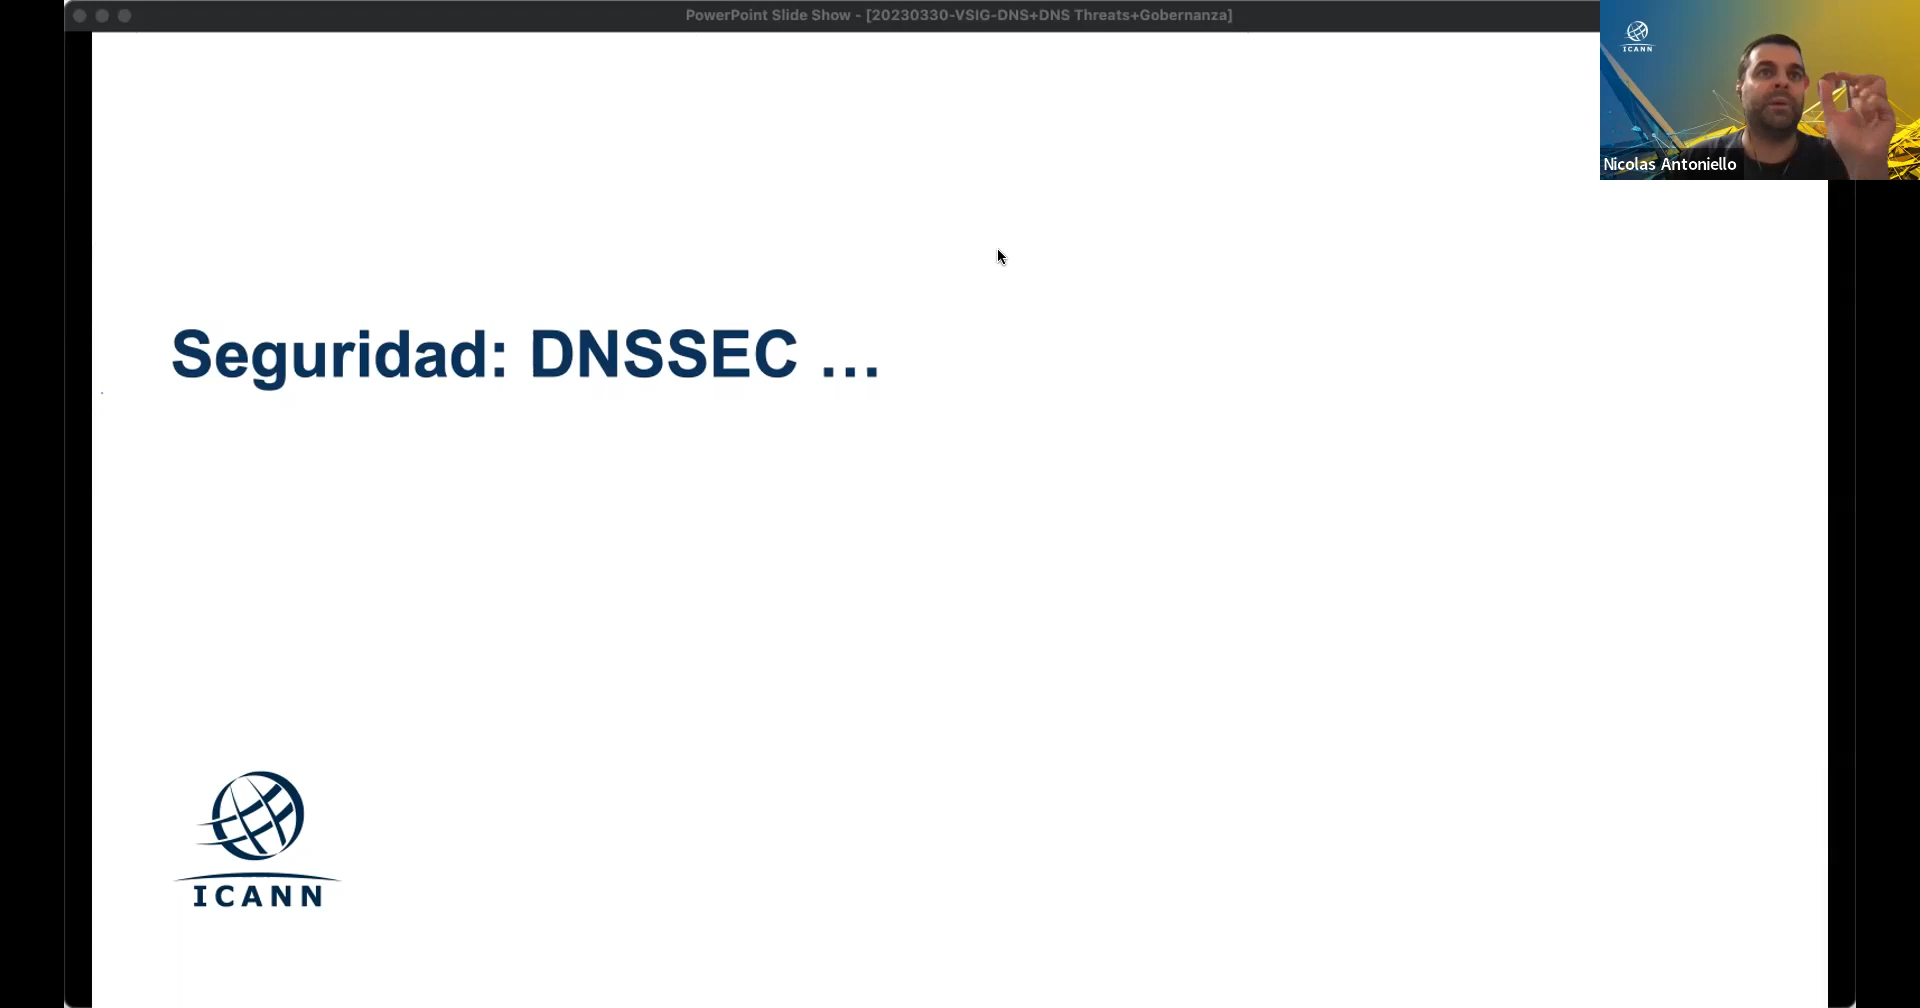 PowerPoint Slide Show - [20230330-VSIG-DNS+DNS Threats+Gobernanza]
ICANN
Nicolas Antoniello
Seguridad: DNSSEC ...
ICANN